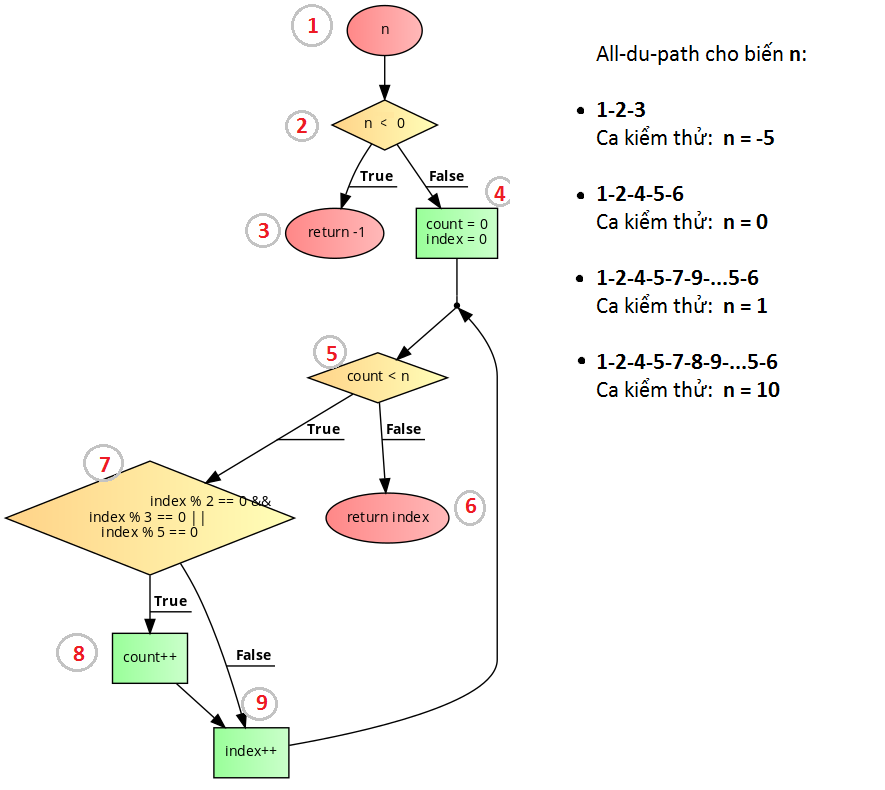 1
n
2
n < 0
True
False
3
return -1
4
count = 0
index = 0
5
count < n
True
False
7
index % 2 == 0 &&
index % 3 == 0 ||
index % 5 == 0
return index
6
True
False
8
count++
9
index++
All-du-path cho biến n:
• 1-2-3
Ca kiểm thử: n = -5
• 1-2-4-5-6
Ca kiểm thử: n = 0
• 1-2-4-5-7-9-...5-6
Ca kiểm thử: n = 1
• 1-2-4-5-7-8-9-...5-6
Ca kiểm thử: n = 10